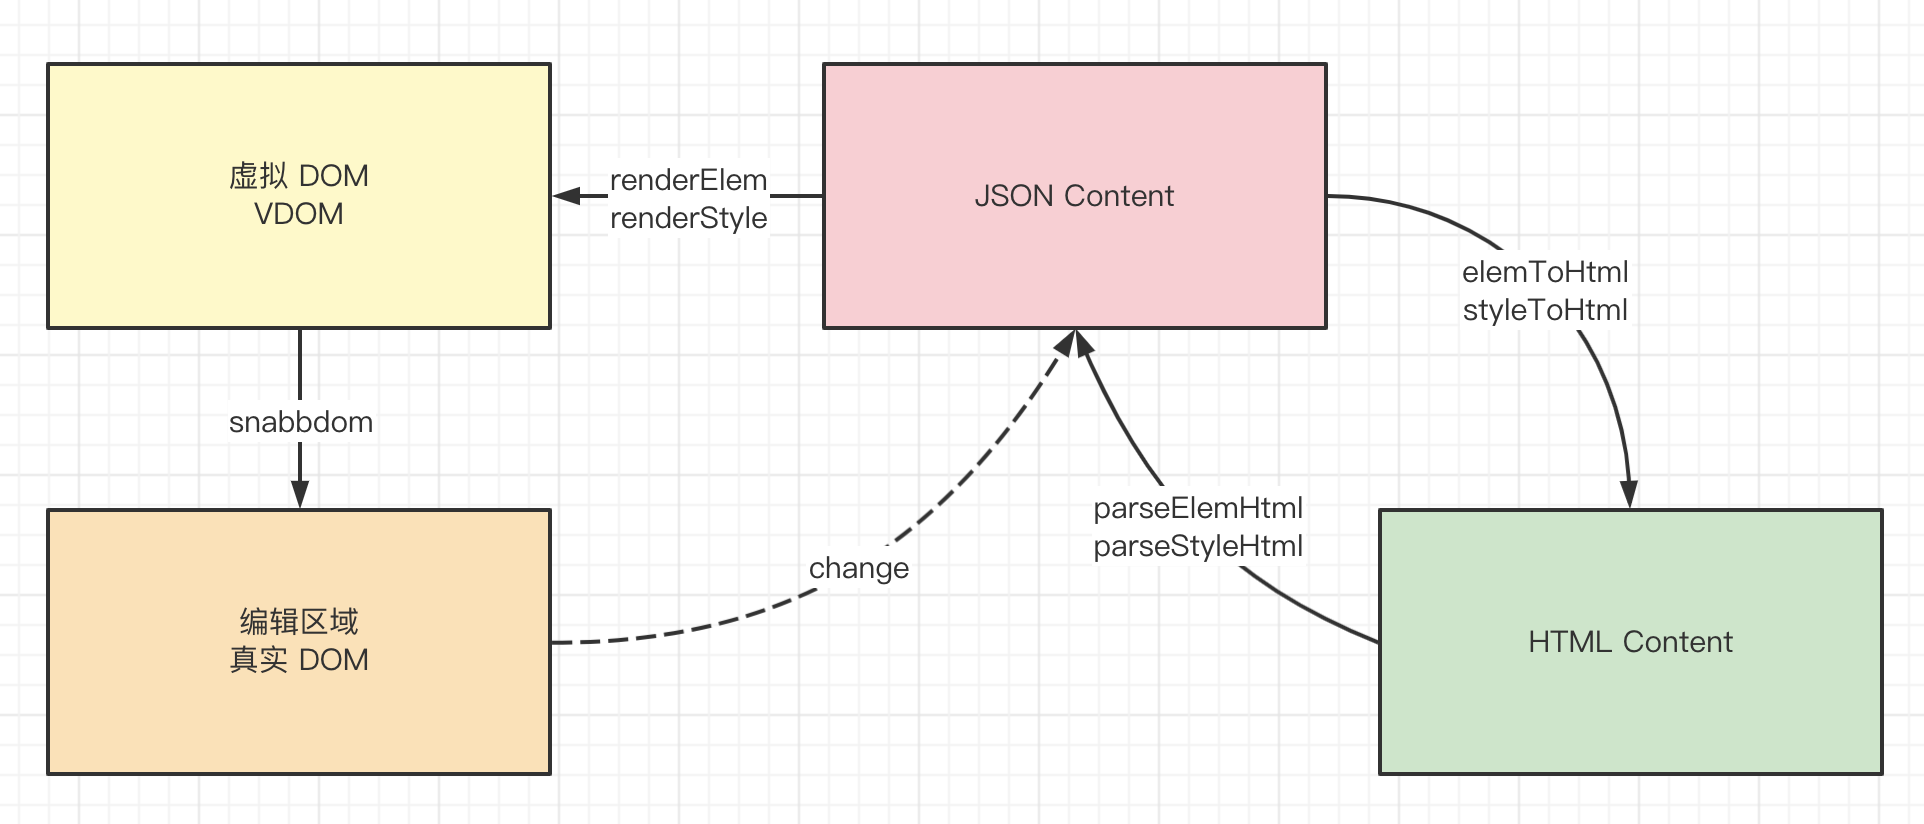 虚拟 DOM
VDOM
renderElem
renderStyle
JSON Content
elemToHtml
styleToHtml
snabbdom
change
parseElemHtml
parseStyleHtml
编辑区域
真实 DOM
HTML Content